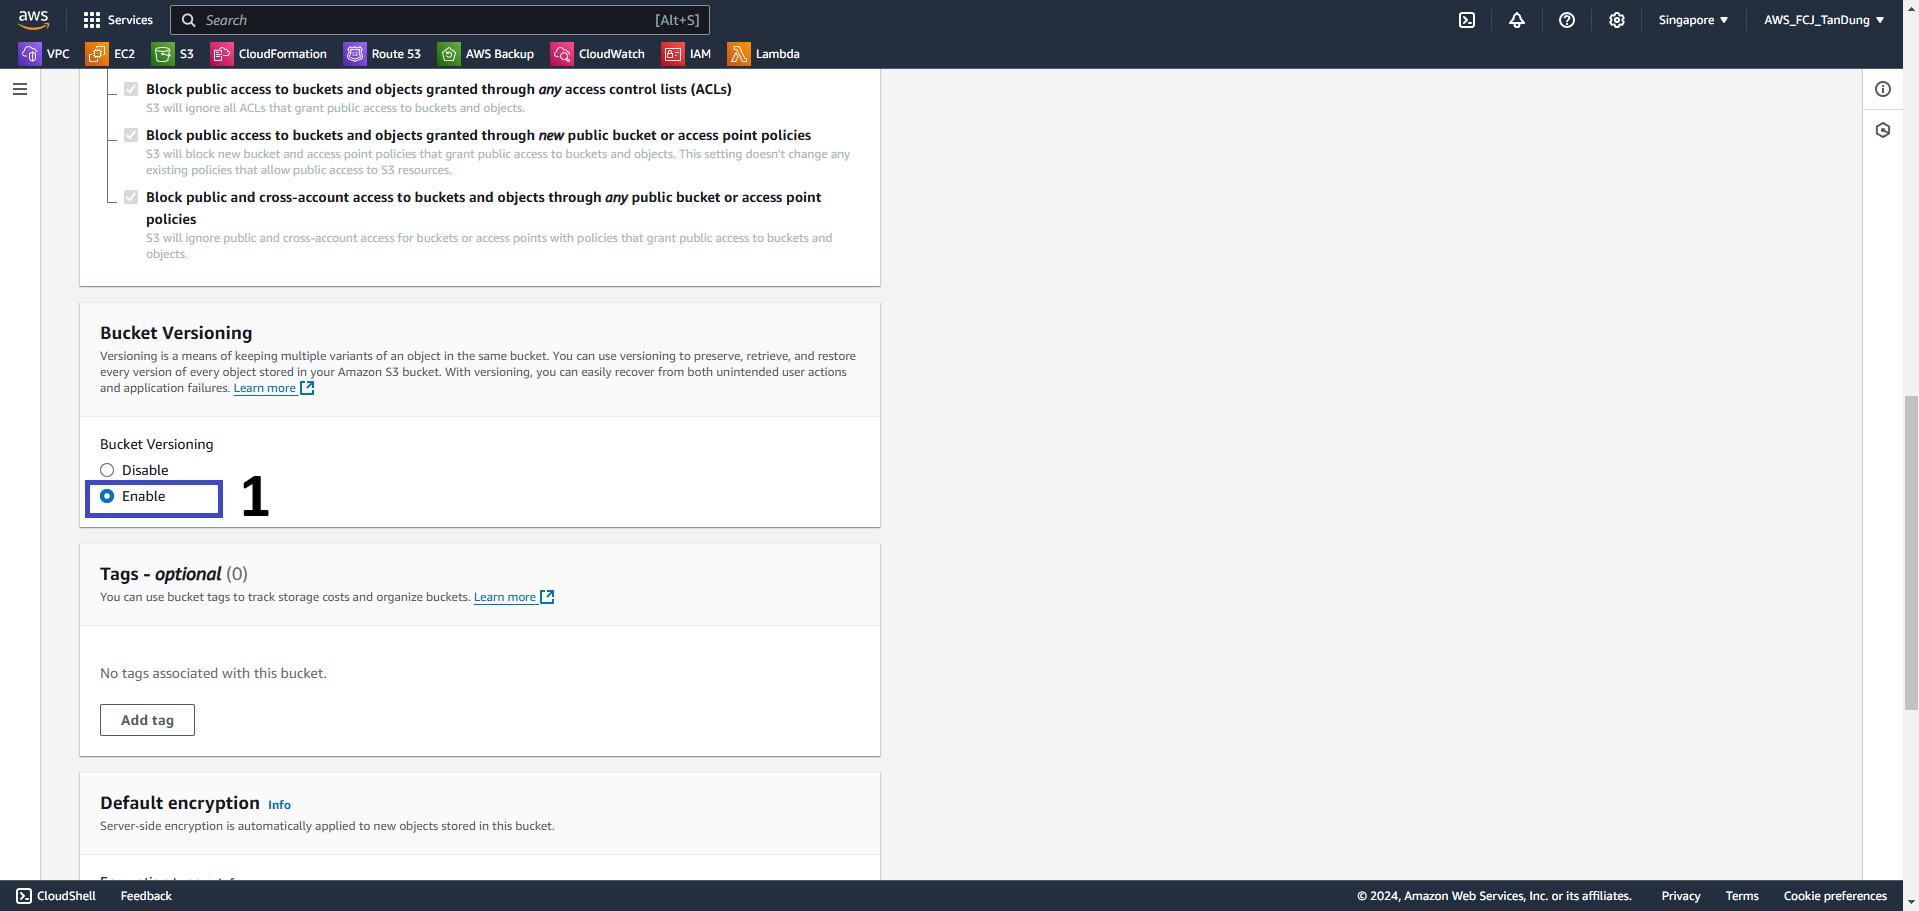 aws
Services
Search
[Alt+S]
Singapore
AWS_FCJ_TanDung
VPC
EC2
S3
CloudFormation
Route 53
AWS Backup
CloudWatch
IAM
Lambda
Block public access to buckets and objects granted through any access control lists (ACLs)
S3 will ignore all ACLs that grant public access to buckets and objects.
Block public access to buckets and objects granted through new public bucket or access point policies
S3 will block new bucket and access point policies that grant public access to buckets and objects. This setting doesn't change any
existing policies that allow public access to S3 resources.
Block public and cross-account access to buckets and objects through any public bucket or access point
policies
S3 will ignore public and cross-account access for buckets or access points with policies that grant public access to buckets and
objects.
Bucket Versioning
Versioning is a means of keeping multiple variants of an object in the same bucket. You can use versioning to preserve, retrieve, and restore
every version of every object stored in your Amazon S3 bucket. With versioning, you can easily recover from both unintended user actions
and application failures. Learn more
Bucket Versioning
Disable
Enable
1
Tags - optional (0)
You can use bucket tags to track storage costs and organize buckets. Learn more
No tags associated with this bucket.
Add tag
Default encryption Info
Server-side encryption is automatically applied to new objects stored in this bucket.
CloudShell
Feedback
© 2024, Amazon Web Services, Inc. or its affiliates.
Privacy
Terms
Cookie preferences